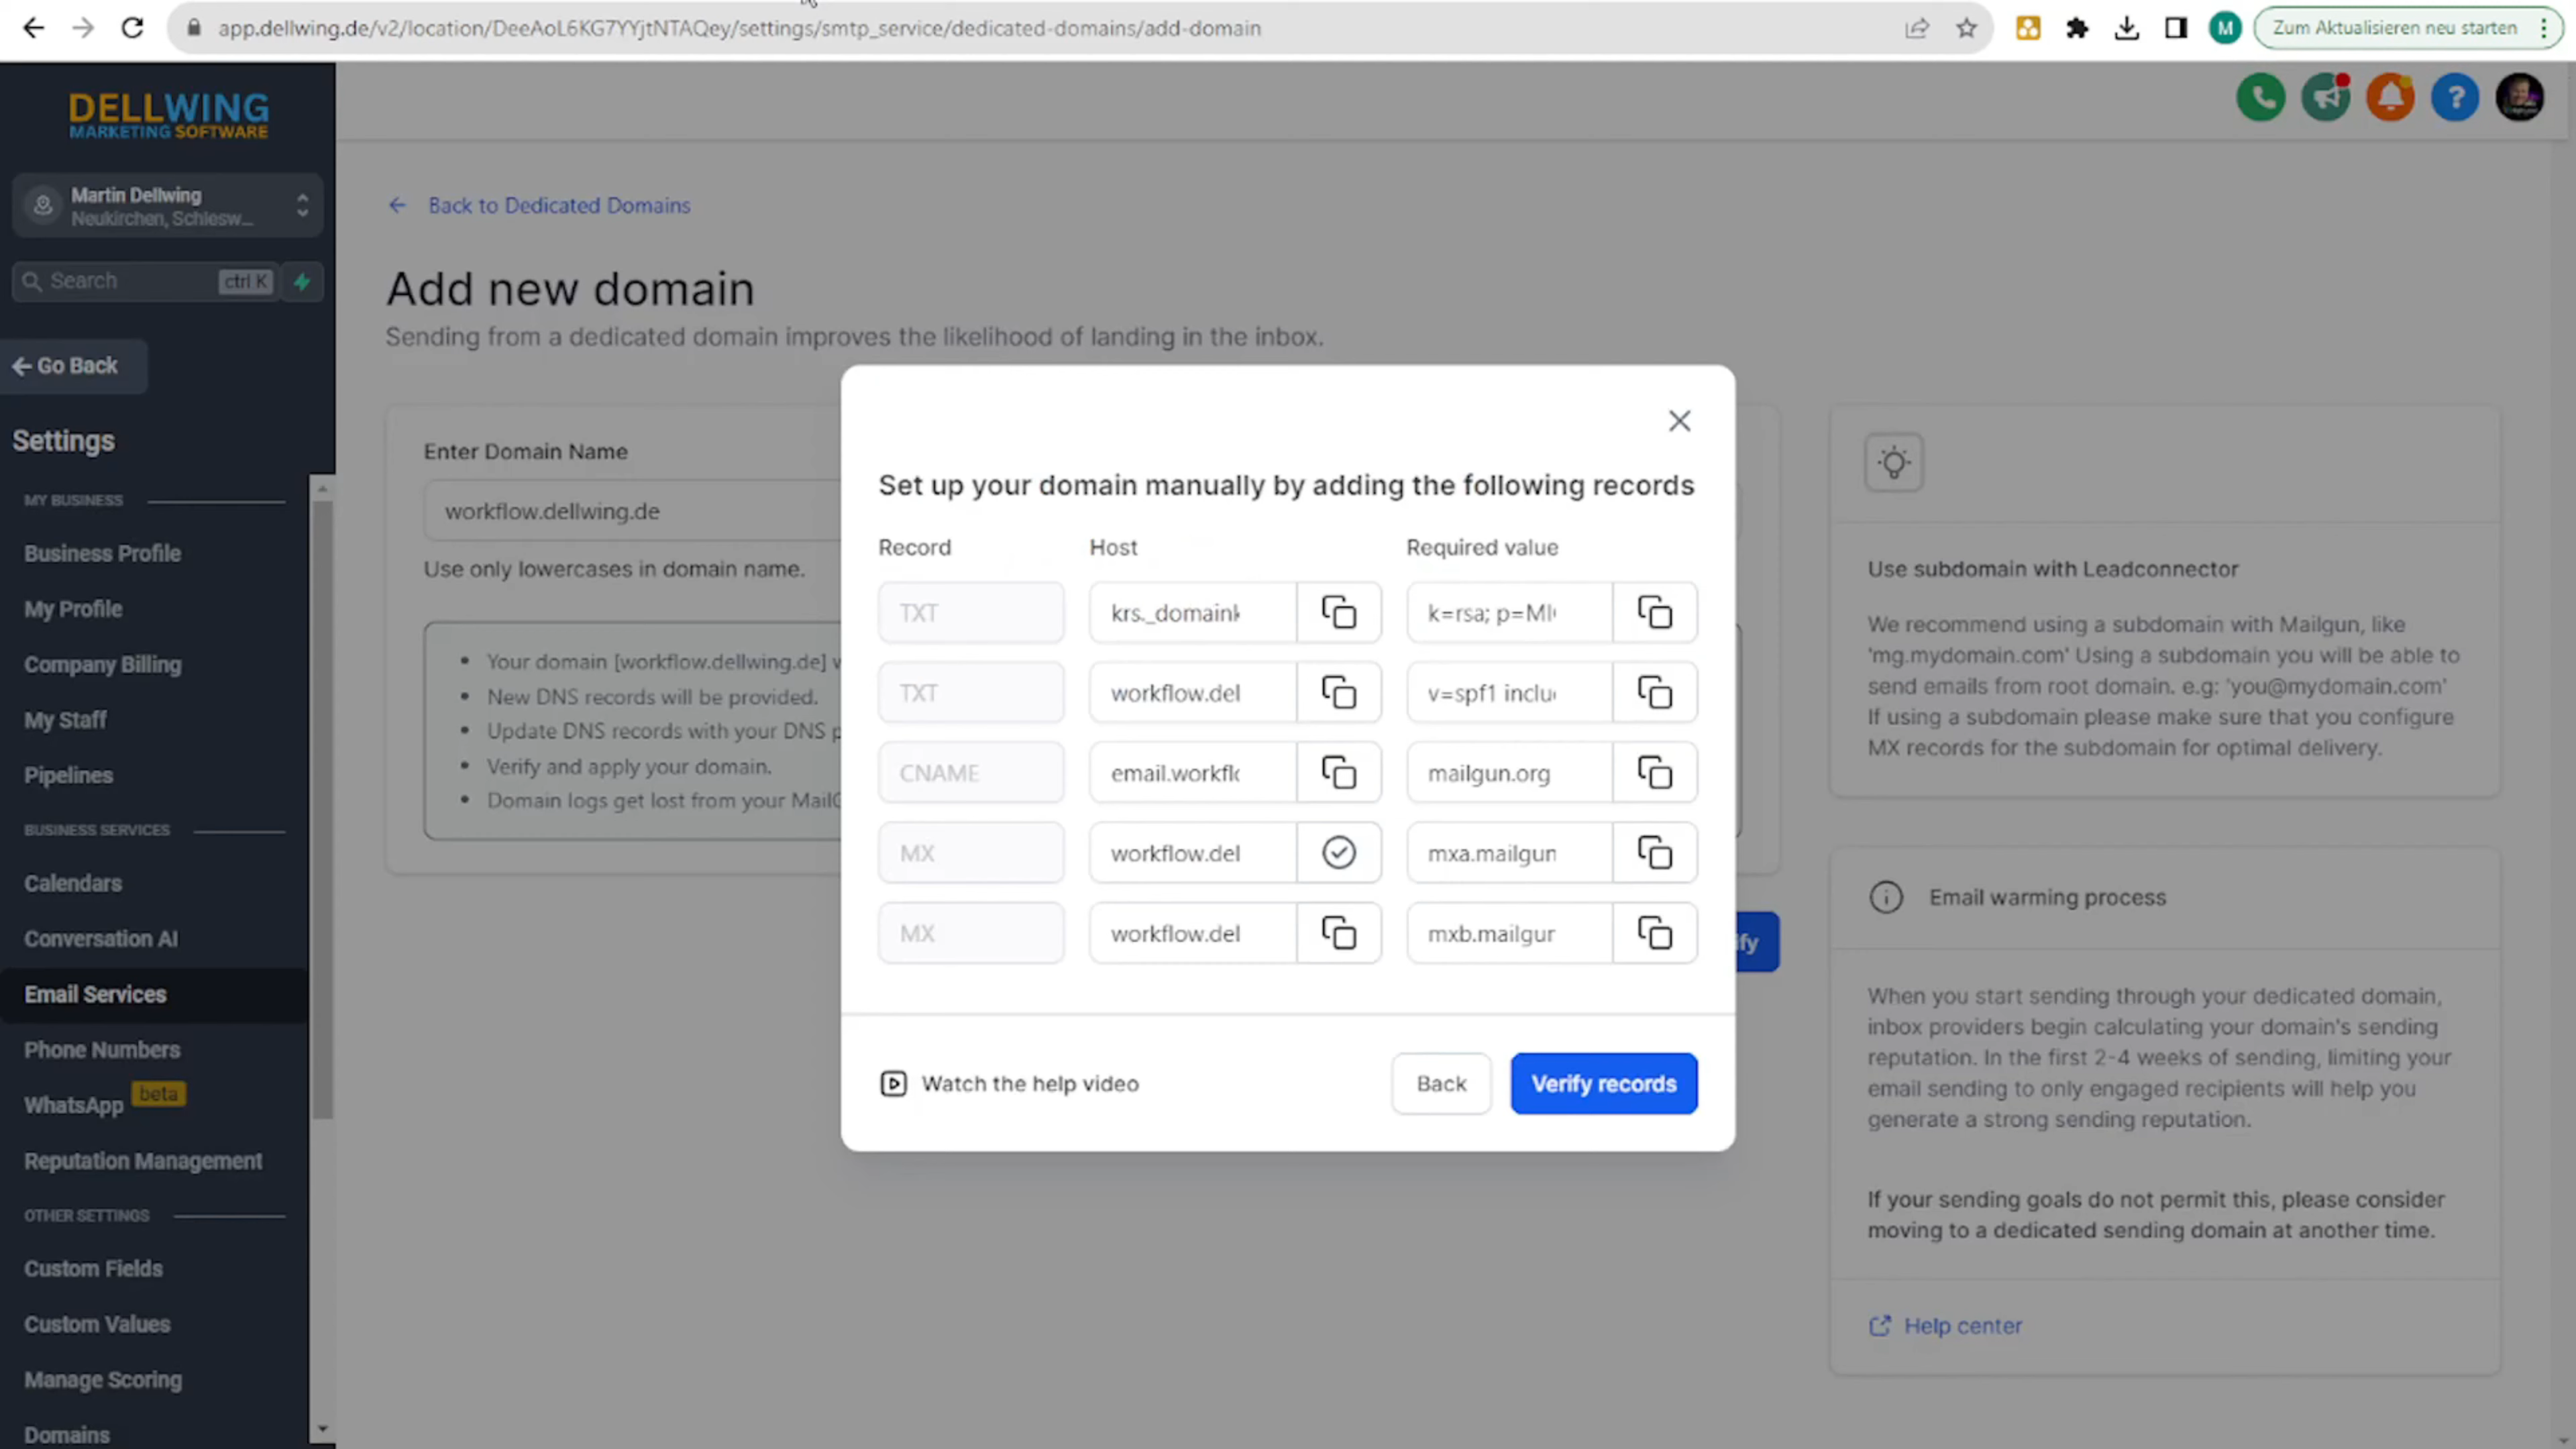 app.dellwing.de/v2/location/DeeAoL6KG7YYjtNTAQey/settings/smtp_service/dedicated-domains/add-domain
M
Zum Aktualisieren neu starten
DELLWING
MARKETING SOFTWARE
Martin Dellwing
Neukirchen, Schlesw...
Search
ctrl K
Go Back
Settings
MY BUSINESS
Business Profile
My Profile
Company Billing
My Staff
Pipelines
BUSINESS SERVICES
Calendars
Conversation AI
Email Services
Phone Numbers
WhatsApp beta
Reputation Management
OTHER SETTINGS
Custom Fields
Custom Values
Manage Scoring
Domains
Back to Dedicated Domains
Add new domain
Sending from a dedicated domain improves the likelihood of landing in the inbox.
Enter Domain Name
workflow.dellwing.de
Use only lowercases in domain name.
Your domain [workflow.dellwing.de] w
New DNS records will be provided.
Update DNS records with your DNS p
Verify and apply your domain.
Domain logs get lost from your MailG
Set up your domain manually by adding the following records
Record Host Required value
TXT krs._domaink k=rsa; p=MI
TXT workflow.del v=spf1 inclu
CNAME email.workflo mailgun.org
MX workflow.del mxa.mailgun
MX workflow.del mxb.mailgur
Watch the help video
Back
Verify records
ify
Use subdomain with Leadconnector
We recommend using a subdomain with Mailgun, like
'mg.mydomain.com' Using a subdomain you will be able to
send emails from root domain. e.g: 'you@mydomain.com'
If using a subdomain please make sure that you configure
MX records for the subdomain for optimal delivery.
Email warming process
When you start sending through your dedicated domain,
inbox providers begin calculating your domain's sending
reputation. In the first 2-4 weeks of sending, limiting your
email sending to only engaged recipients will help you
generate a strong sending reputation.
If your sending goals do not permit this, please consider
moving to a dedicated sending domain at another time.
Help center